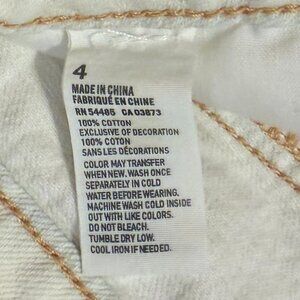 4
MADE IN CHINA
FABRIQUÉ EN CHINE
RN 54485 CA 03873
100% COTTON
EXCLUSIVE OF DECORATION
100% COTON
SANS LES DÉCORATIONS
COLOR MAY TRANSFER
WHEN NEW. WASH ONCE
SEPARATELY IN COLD
WATER BEFORE WEARING.
MACHINE WASH COLD INSIDE
OUT WITH LIKE COLORS.
DO NOT BLEACH.
TUMBLE DRY LOW.
COOL IRON IF NEEDED.